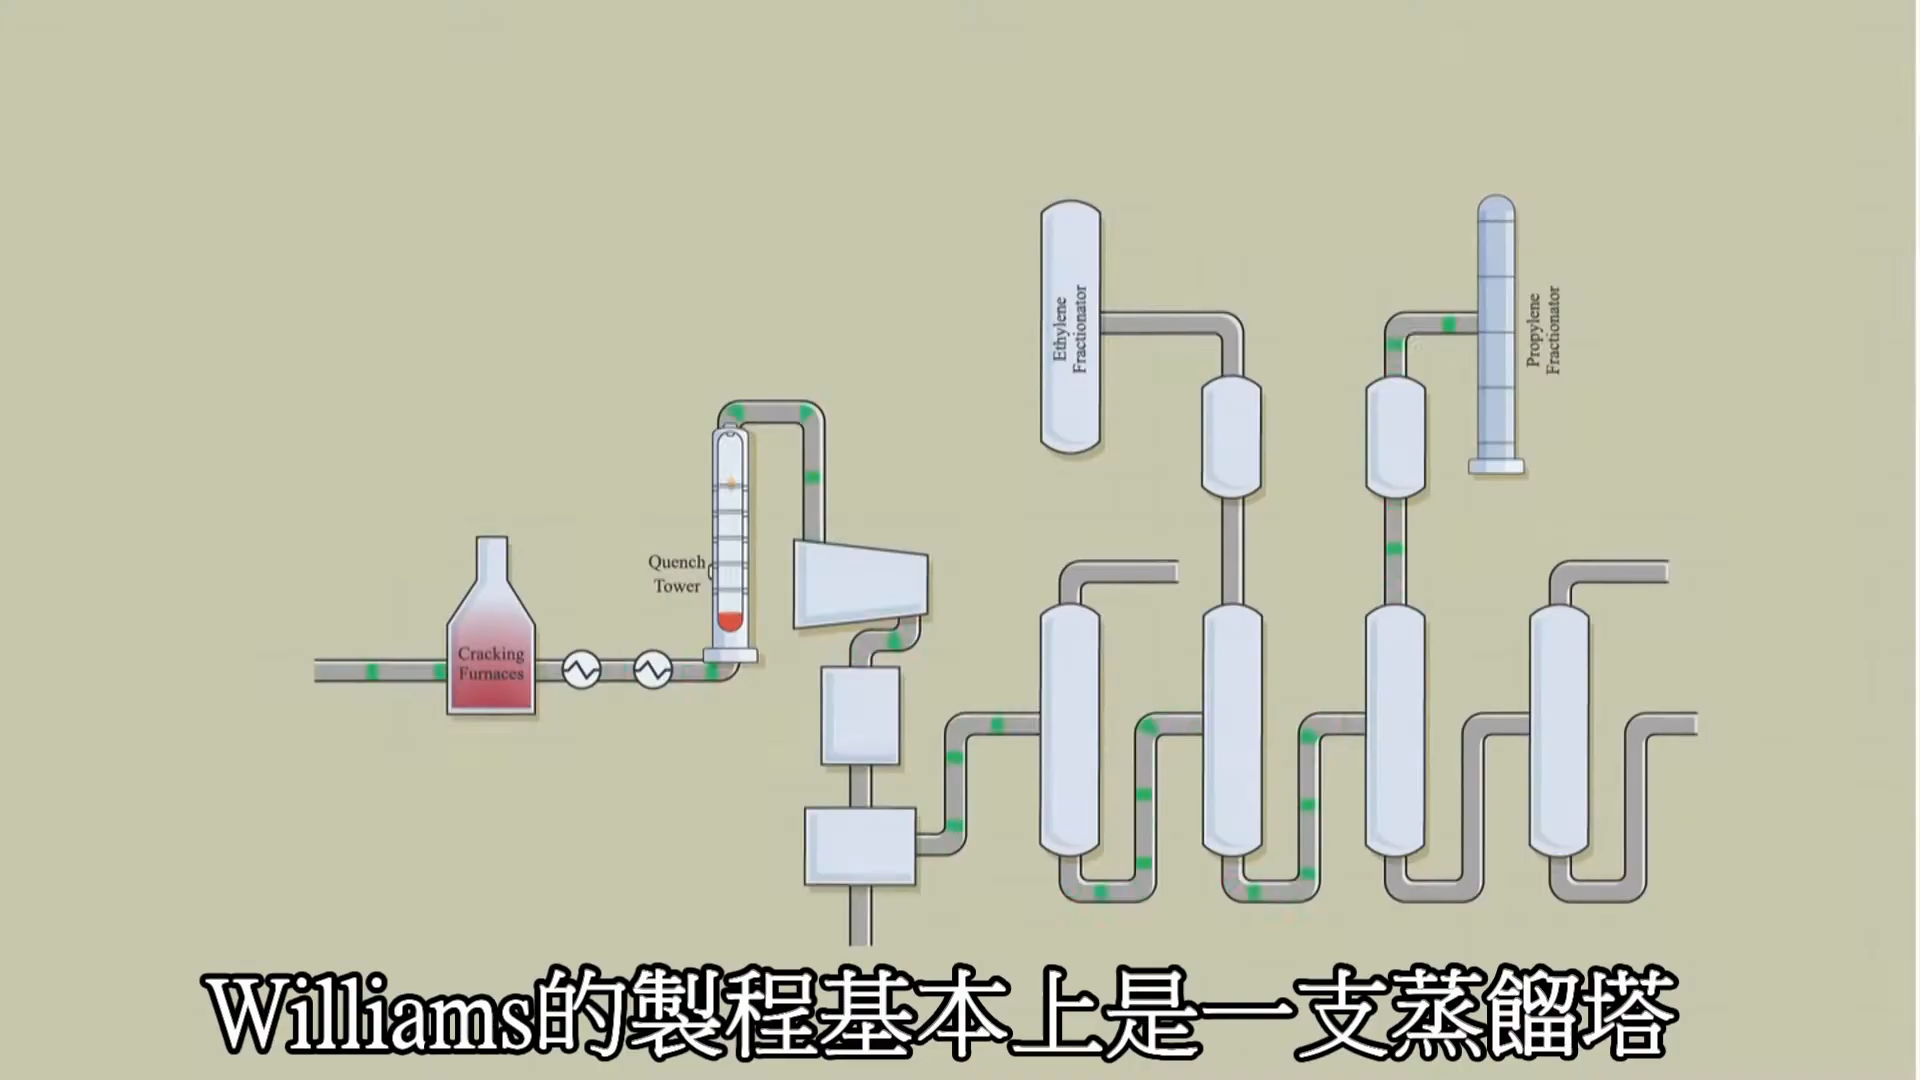 Ethylene
Fractionator
Propylene
Fractionator
Quench
Tower
Cracking
Furnaces
Williams的製程基本上是一支蒸餾塔